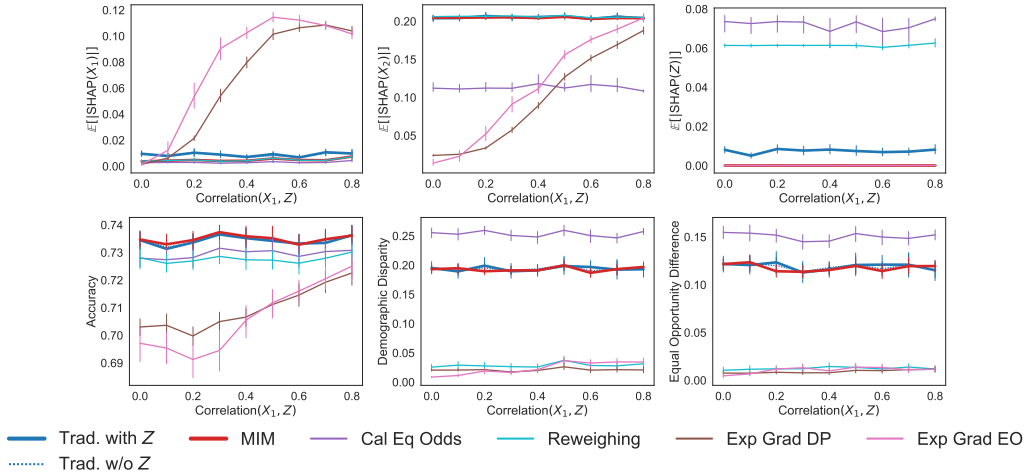 0.12
0.10
0.08
0.06
0.04
0.02
0.00
𝔼[|SHAP(X₁)|]
0.0 0.2 0.4 0.6 0.8
Correlation(X₁, Z)
0.20
0.15
0.10
0.05
𝔼[|SHAP(X₂)|]
0.0 0.2 0.4 0.6 0.8
Correlation(X₁, Z)
0.08
0.06
0.04
0.02
0.00
𝔼[|SHAP(Z)|]
0.0 0.2 0.4 0.6 0.8
Correlation(X₁, Z)
0.74
0.73
0.72
0.71
0.70
0.69
Accuracy
0.0 0.2 0.4 0.6 0.8
Correlation(X₁, Z)
0.25
0.20
0.15
0.10
0.05
0.00
Demographic Disparity
0.0 0.2 0.4 0.6 0.8
Correlation(X₁, Z)
0.15
0.10
0.05
0.00
Equal Opportunity Difference
0.0 0.2 0.4 0.6 0.8
Correlation(X₁, Z)
Trad. with Z MIM Cal Eq Odds Reweighing Exp Grad DP Exp Grad EO
Trad. w/o Z